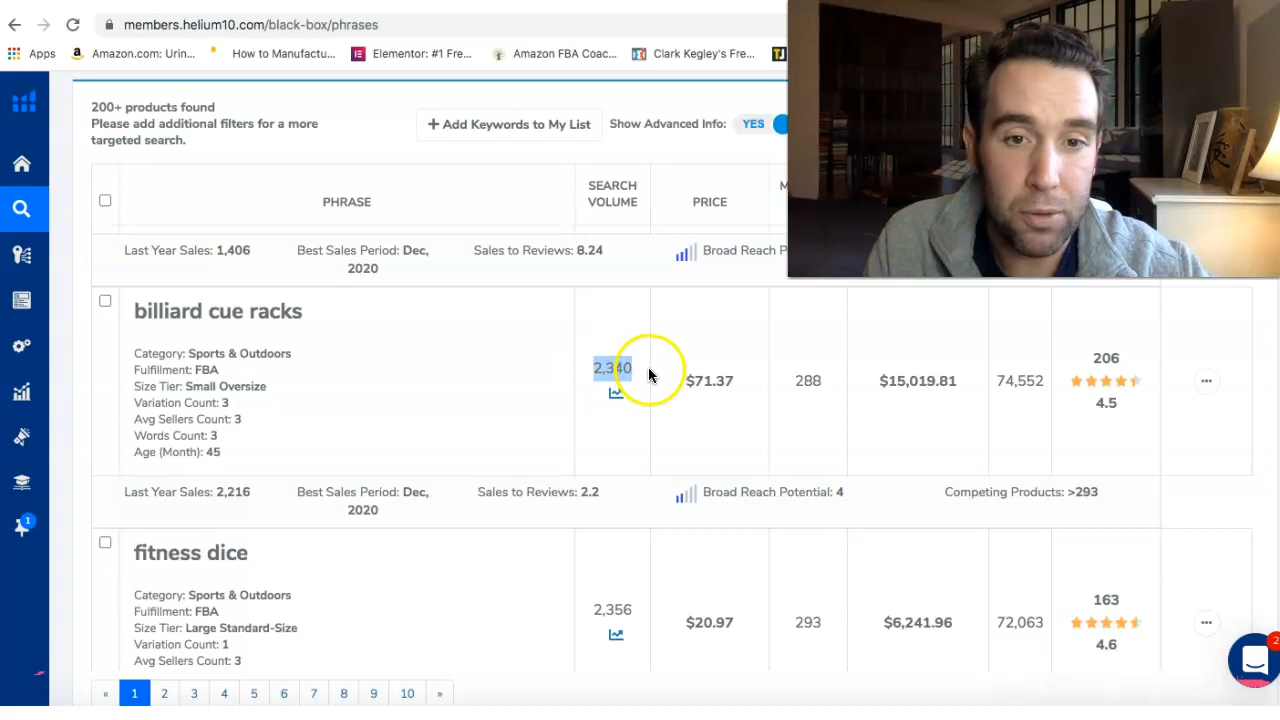 members.helium10.com/black-box/phrases
Apps
Amazon.com: Urin...
How to Manufactu...
Elementor: #1 Fre...
Amazon FBA Coac...
Clark Kegley's Fre...
200+ products found
Please add additional filters for a more
targeted search.
+ Add Keywords to My List
Show Advanced Info:
YES
PHRASE
SEARCH
VOLUME
PRICE
Last Year Sales: 1,406
Best Sales Period: Dec,
2020
Sales to Reviews: 8.24
Broad Reach P
billiard cue racks
Category: Sports & Outdoors
Fulfillment: FBA
Size Tier: Small Oversize
Variation Count: 3
Avg Sellers Count: 3
Words Count: 3
Age (Month): 45
2,340
$71.37
288
$15,019.81
74,552
206
4.5
Last Year Sales: 2,216
Best Sales Period: Dec,
2020
Sales to Reviews: 2.2
Broad Reach Potential: 4
Competing Products: >293
fitness dice
Category: Sports & Outdoors
Fulfillment: FBA
Size Tier: Large Standard-Size
Variation Count: 1
Avg Sellers Count: 3
2,356
$20.97
293
$6,241.96
72,063
163
4.6
« 1 2 3 4 5 6 7 8 9 10 »
1
2